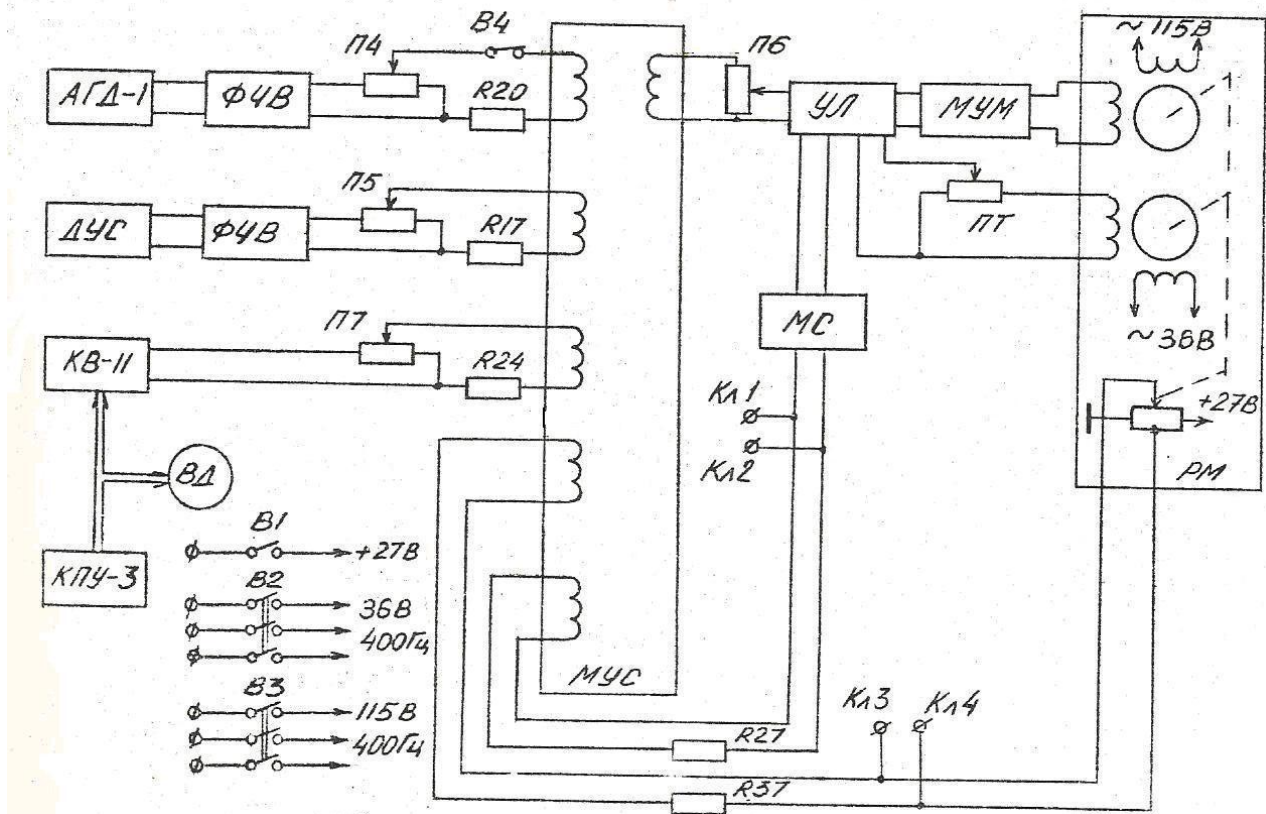 П4
В4
АГД-1
ФЧВ
R20
П6
УЛ
МУМ
~115В
П5
ДУС
ФЧВ
R17
ПТ
П7
КВ-11
R24
МС
~36В
Кл1
Кл2
+27В
РМ
ВД
КПУ-3
В1
+27В
В2
36В
400Гц
В3
115В
400Гц
МУС
Кл3
Кл4
R27
R37